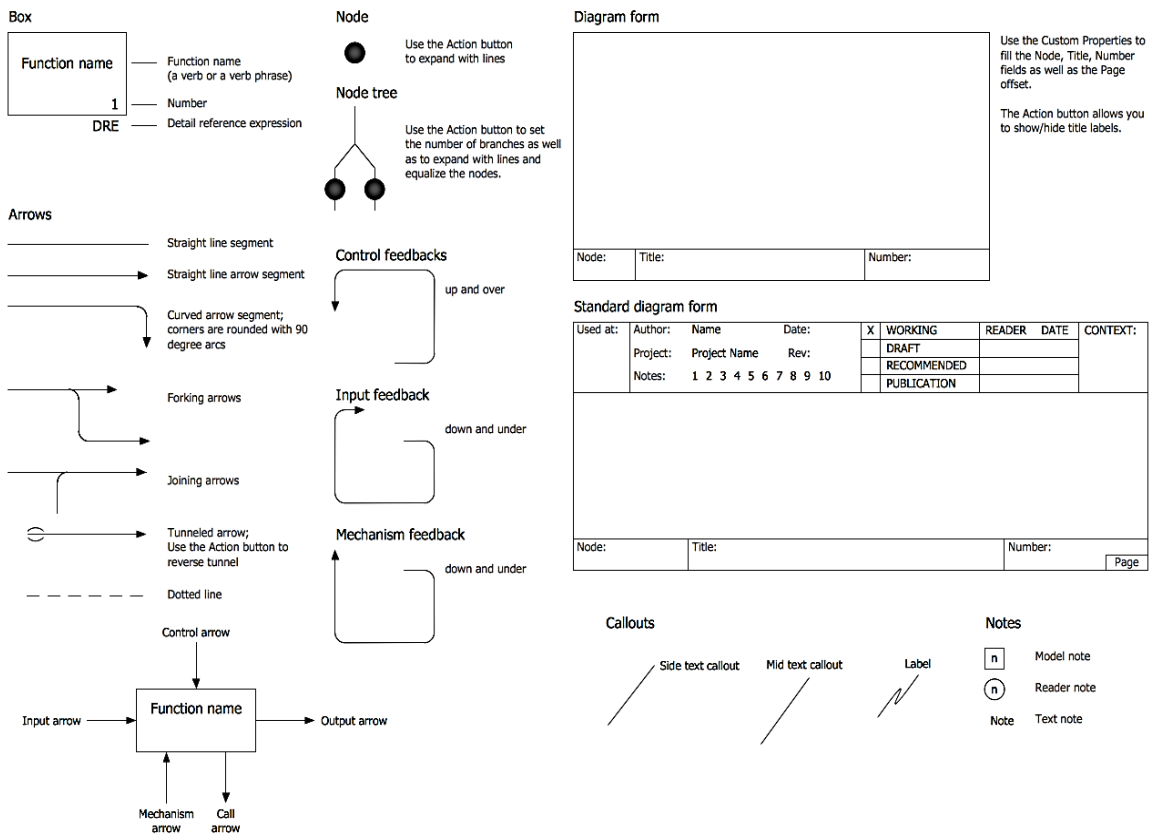 Box
Function name
1
DRE
Function name
(a verb or a verb phrase)
Number
Detail reference expression
Node
Use the Action button
to expand with lines
Node tree
Use the Action button to set
the number of branches as well
as to expand with lines and
equalize the nodes.
Arrows
Straight line segment
Straight line arrow segment
Curved arrow segment;
corners are rounded with 90
degree arcs
Forking arrows
Joining arrows
Tunneled arrow;
Use the Action button to
reverse tunnel
Dotted line
Control feedbacks
up and over
Input feedback
down and under
Mechanism feedback
down and under
Control arrow
Function name
Input arrow
Output arrow
Mechanism
arrow
Call
arrow
Diagram form
Node:
Title:
Number:
Use the Custom Properties to
fill the Node, Title, Number
fields as well as the Page
offset.
The Action button allows you
to show/hide title labels.
Standard diagram form
Used at:
Author: Name Date:
Project: Project Name Rev:
Notes: 1 2 3 4 5 6 7 8 9 10
X WORKING
DRAFT
RECOMMENDED
PUBLICATION
READER DATE
CONTEXT:
Node:
Title:
Number:
Page
Callouts
Side text callout
Mid text callout
Label
Notes
n Model note
n Reader note
Note Text note